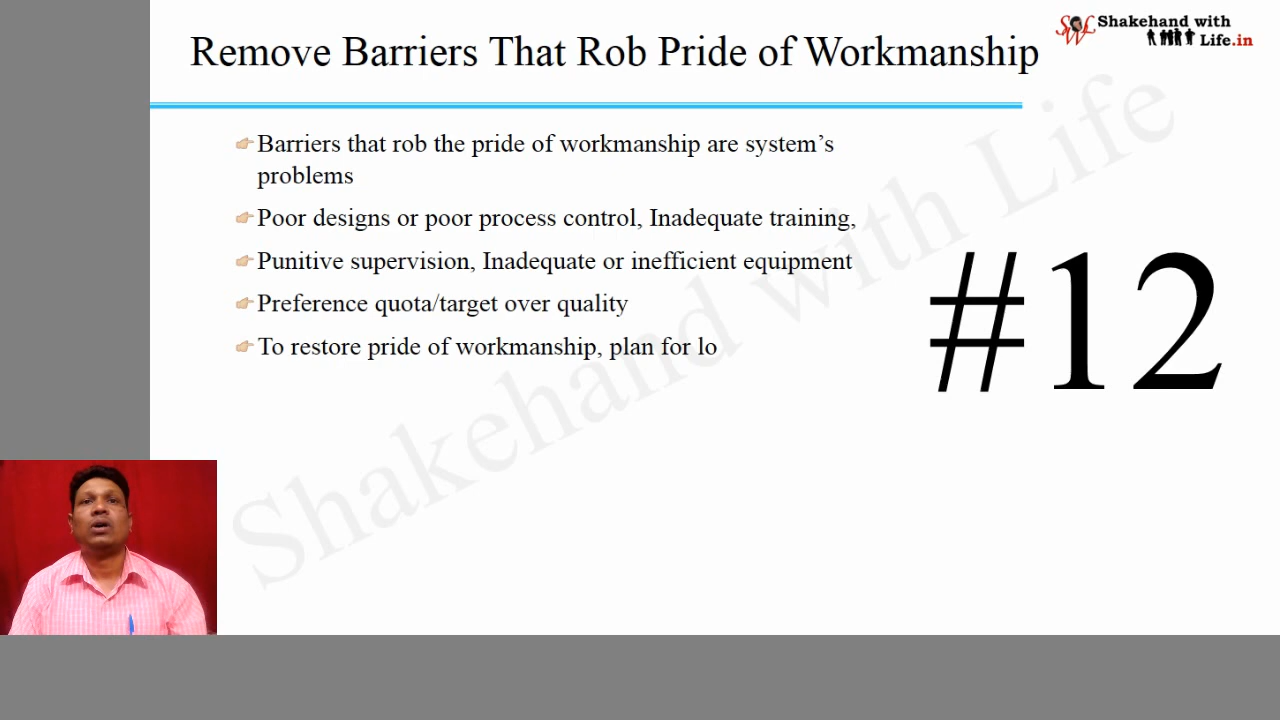 Remove Barriers That Rob Pride of Workmanship
Shakehand with
Life.in
Barriers that rob the pride of workmanship are system's
problems
Poor designs or poor process control, Inadequate training,
Punitive supervision, Inadequate or inefficient equipment
Preference quota/target over quality
To restore pride of workmanship, plan for lo
#12
Shakehand with Life